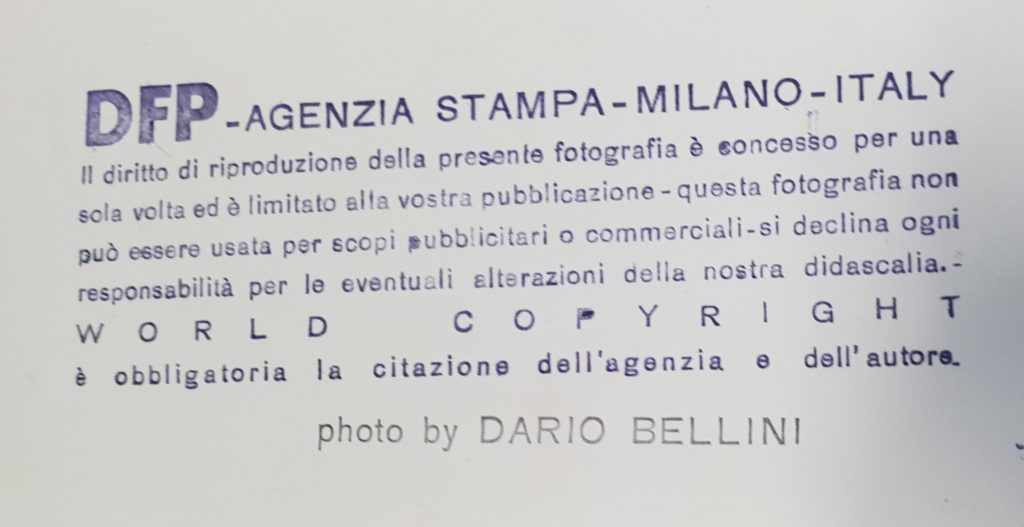 DFP-AGENZIA STAMPA-MILANO-ITALY
Il diritto di riproduzione della presente fotografia è concesso per una
sola volta ed è limitato alla vostra pubblicazione-questa fotografia non
può essere usata per scopi pubblicitari o commerciali-si declina ogni
responsabilità per le eventuali alterazioni della nostra didascalia.-
WORLD COPYRIGHT
è obbligatoria la citazione dell'agenzia e dell'autore.
photo by DARIO BELLINI